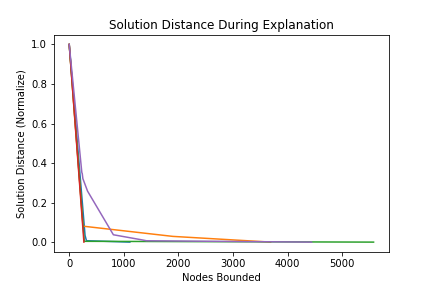 Solution Distance During Explanation
1.0
0.8
0.6
0.4
0.2
0.0
Solution Distance (Normalize)
0 1000 2000 3000 4000 5000
Nodes Bounded